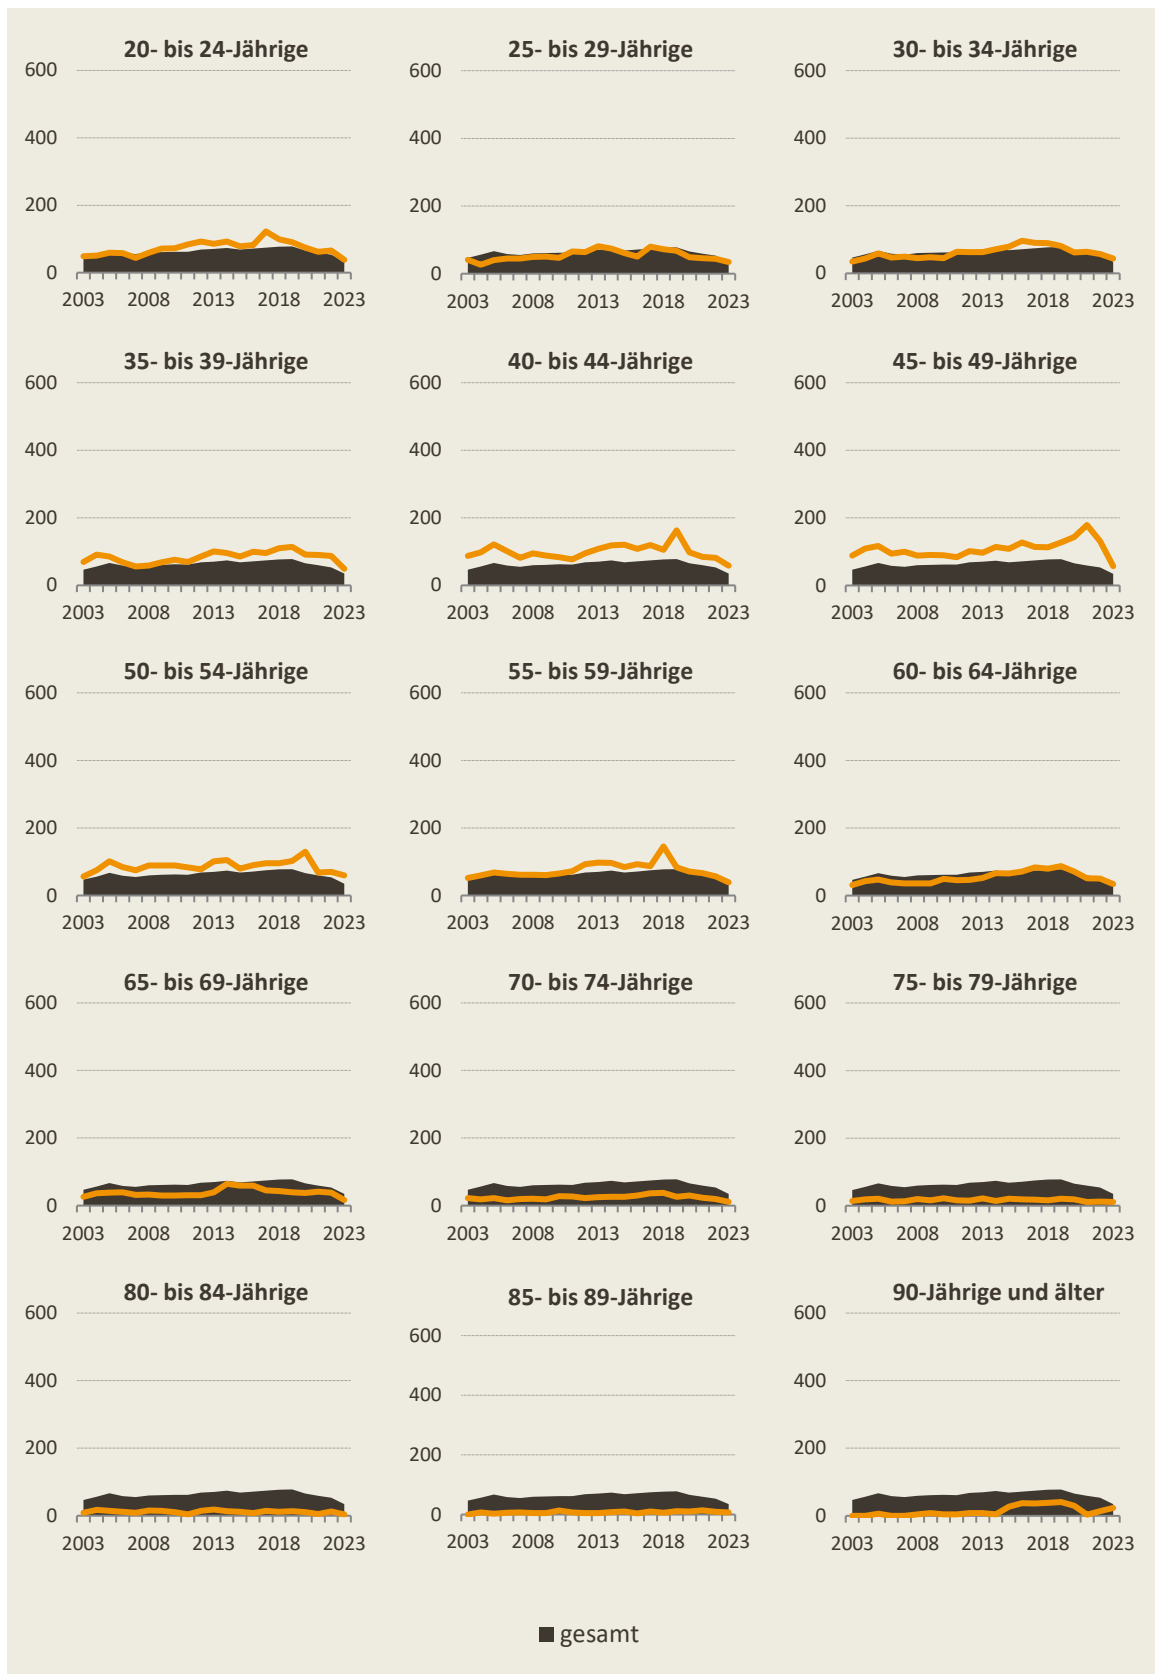 20- bis 24-Jährige 25- bis 29-Jährige 30- bis 34-Jährige
600 600 600
400 400 400
200 200 200
0 0 0
2003 2008 2013 2018 2023 2003 2008 2013 2018 2023 2003 2008 2013 2018 2023
35- bis 39-Jährige 40- bis 44-Jährige 45- bis 49-Jährige
600 600 600
400 400 400
200 200 200
0 0 0
2003 2008 2013 2018 2023 2003 2008 2013 2018 2023 2003 2008 2013 2018 2023
50- bis 54-Jährige 55- bis 59-Jährige 60- bis 64-Jährige
600 600 600
400 400 400
200 200 200
0 0 0
2003 2008 2013 2018 2023 2003 2008 2013 2018 2023 2003 2008 2013 2018 2023
65- bis 69-Jährige 70- bis 74-Jährige 75- bis 79-Jährige
600 600 600
400 400 400
200 200 200
0 0 0
2003 2008 2013 2018 2023 2003 2008 2013 2018 2023 2003 2008 2013 2018 2023
80- bis 84-Jährige 85- bis 89-Jährige 90-Jährige und älter
600 600 600
400 400 400
200 200 200
0 0 0
2003 2008 2013 2018 2023 2003 2008 2013 2018 2023 2003 2008 2013 2018 2023
gesamt